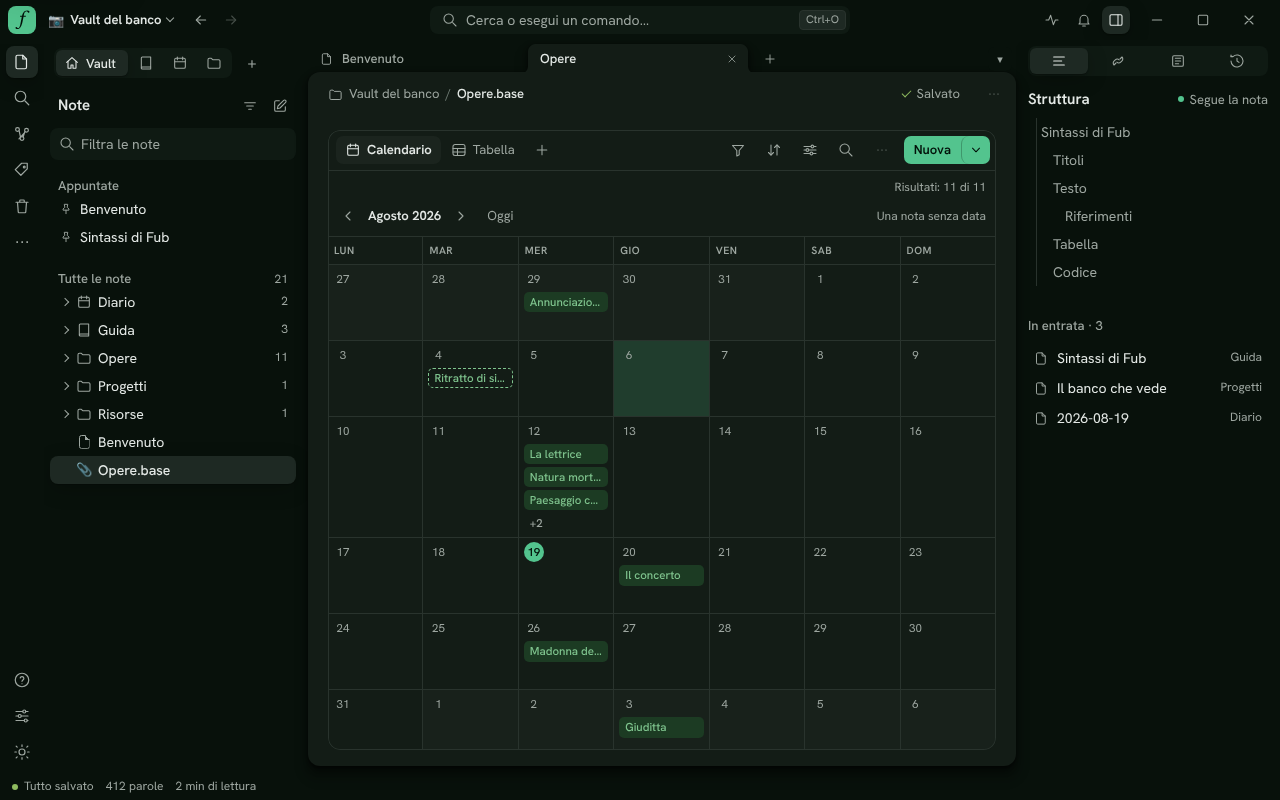 Vault del banco
Cerca o esegui un comando…
Ctrl+O
Vault
Benvenuto
Opere
Note
Filtra le note
Appuntate
Benvenuto
Sintassi di Fub
Tutte le note 21
Diario 2
Guida 3
Opere 11
Progetti 1
Risorse 1
Benvenuto
Opere.base
Vault del banco / Opere.base
Salvato
Calendario
Tabella
Nuova
Risultati: 11 di 11
Agosto 2026
Oggi
Una nota senza data
LUN MAR MER GIO VEN SAB DOM
27 28 29 30 31 1 2
Annunciazio…
3 4 5 6 7 8 9
Ritratto di si…
10 11 12 13 14 15 16
La lettrice
Natura mort…
Paesaggio c…
+2
17 18 19 20 21 22 23
Il concerto
24 25 26 27 28 29 30
Madonna de…
31 1 2 3 4 5 6
Giuditta
Struttura
Segue la nota
Sintassi di Fub
Titoli
Testo
Riferimenti
Tabella
Codice
In entrata · 3
Sintassi di Fub Guida
Il banco che vede Progetti
2026-08-19 Diario
Tutto salvato 412 parole 2 min di lettura